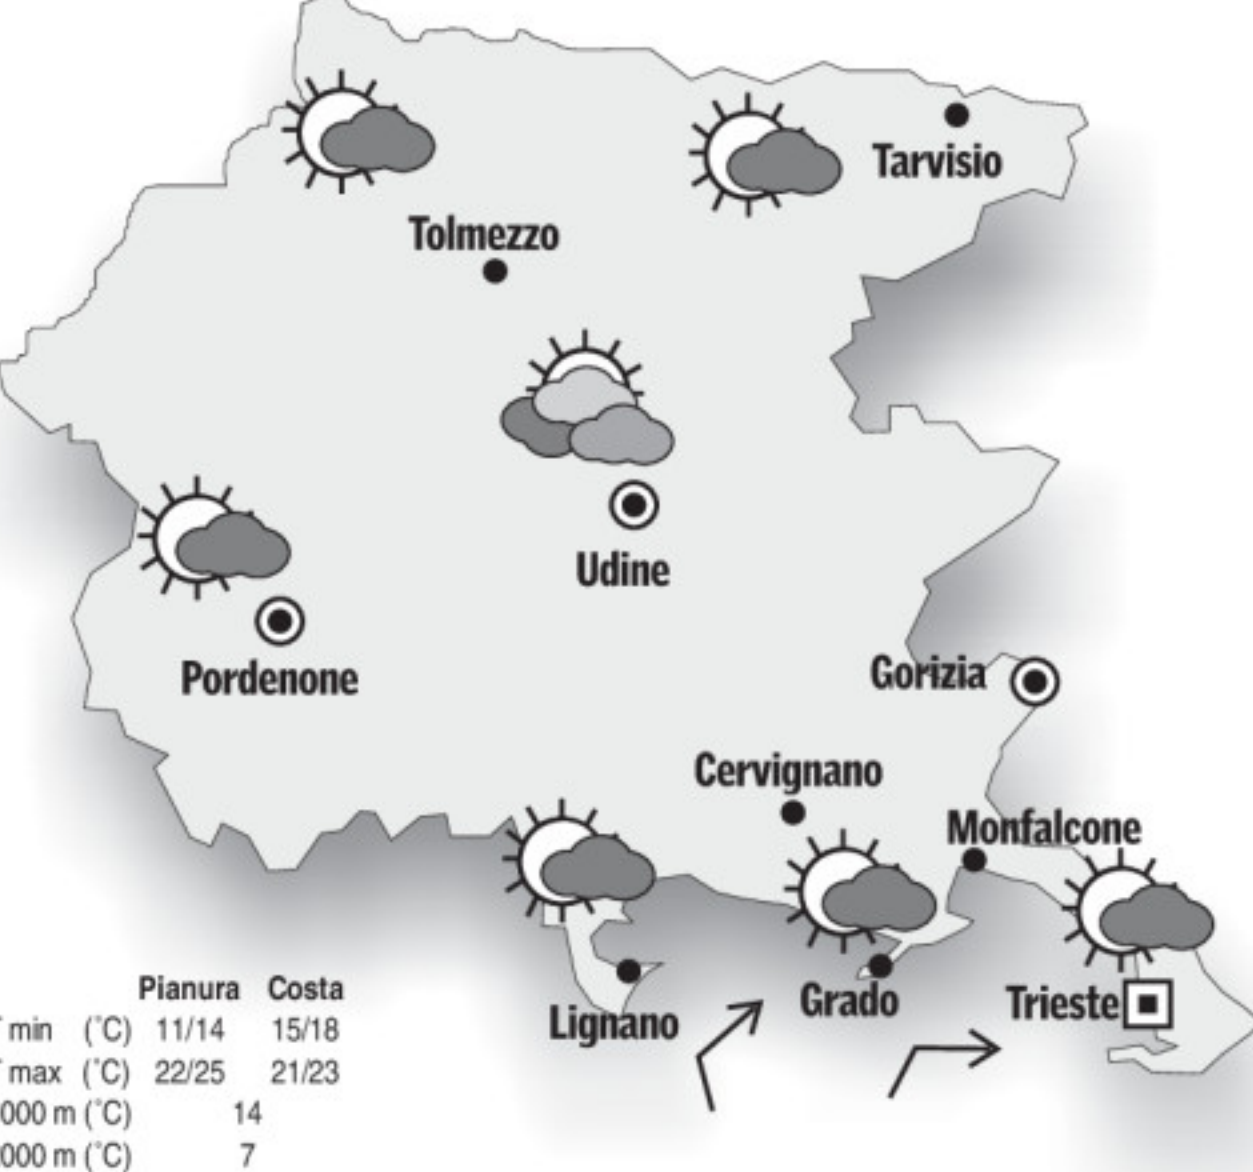 Tarvisio
Tolmezzo
Udine
Pordenone
Gorizia
Cervignano
Monfalcone
Grado
Trieste
Lignano
Pianura Costa
min (°C) 11/14 15/18
max (°C) 22/25 21/23
000 m (°C) 14
000 m (°C) 7